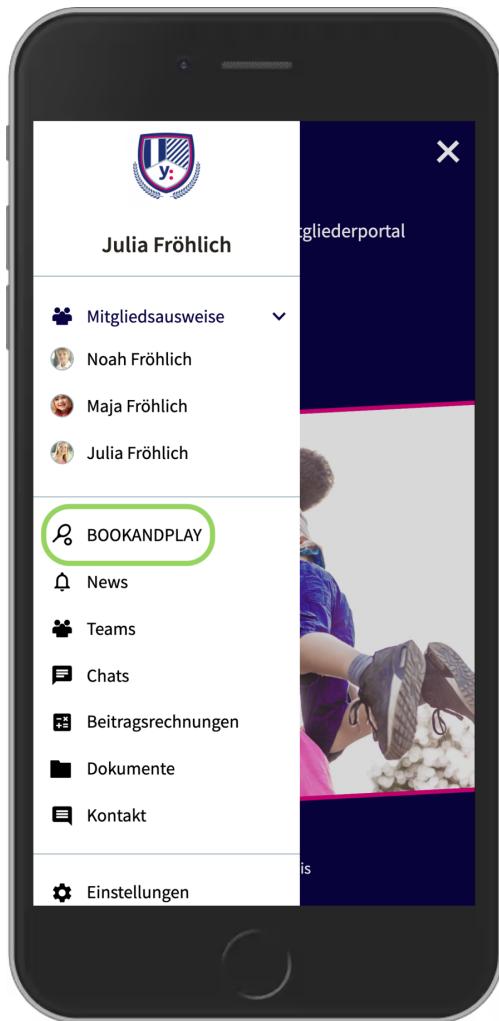 y:
Julia Fröhlich
tgliederportal
Mitgliedsausweise
Noah Fröhlich
Maja Fröhlich
Julia Fröhlich
BOOKANDPLAY
News
Teams
Chats
Beitragsrechnungen
Dokumente
Kontakt
is
Einstellungen